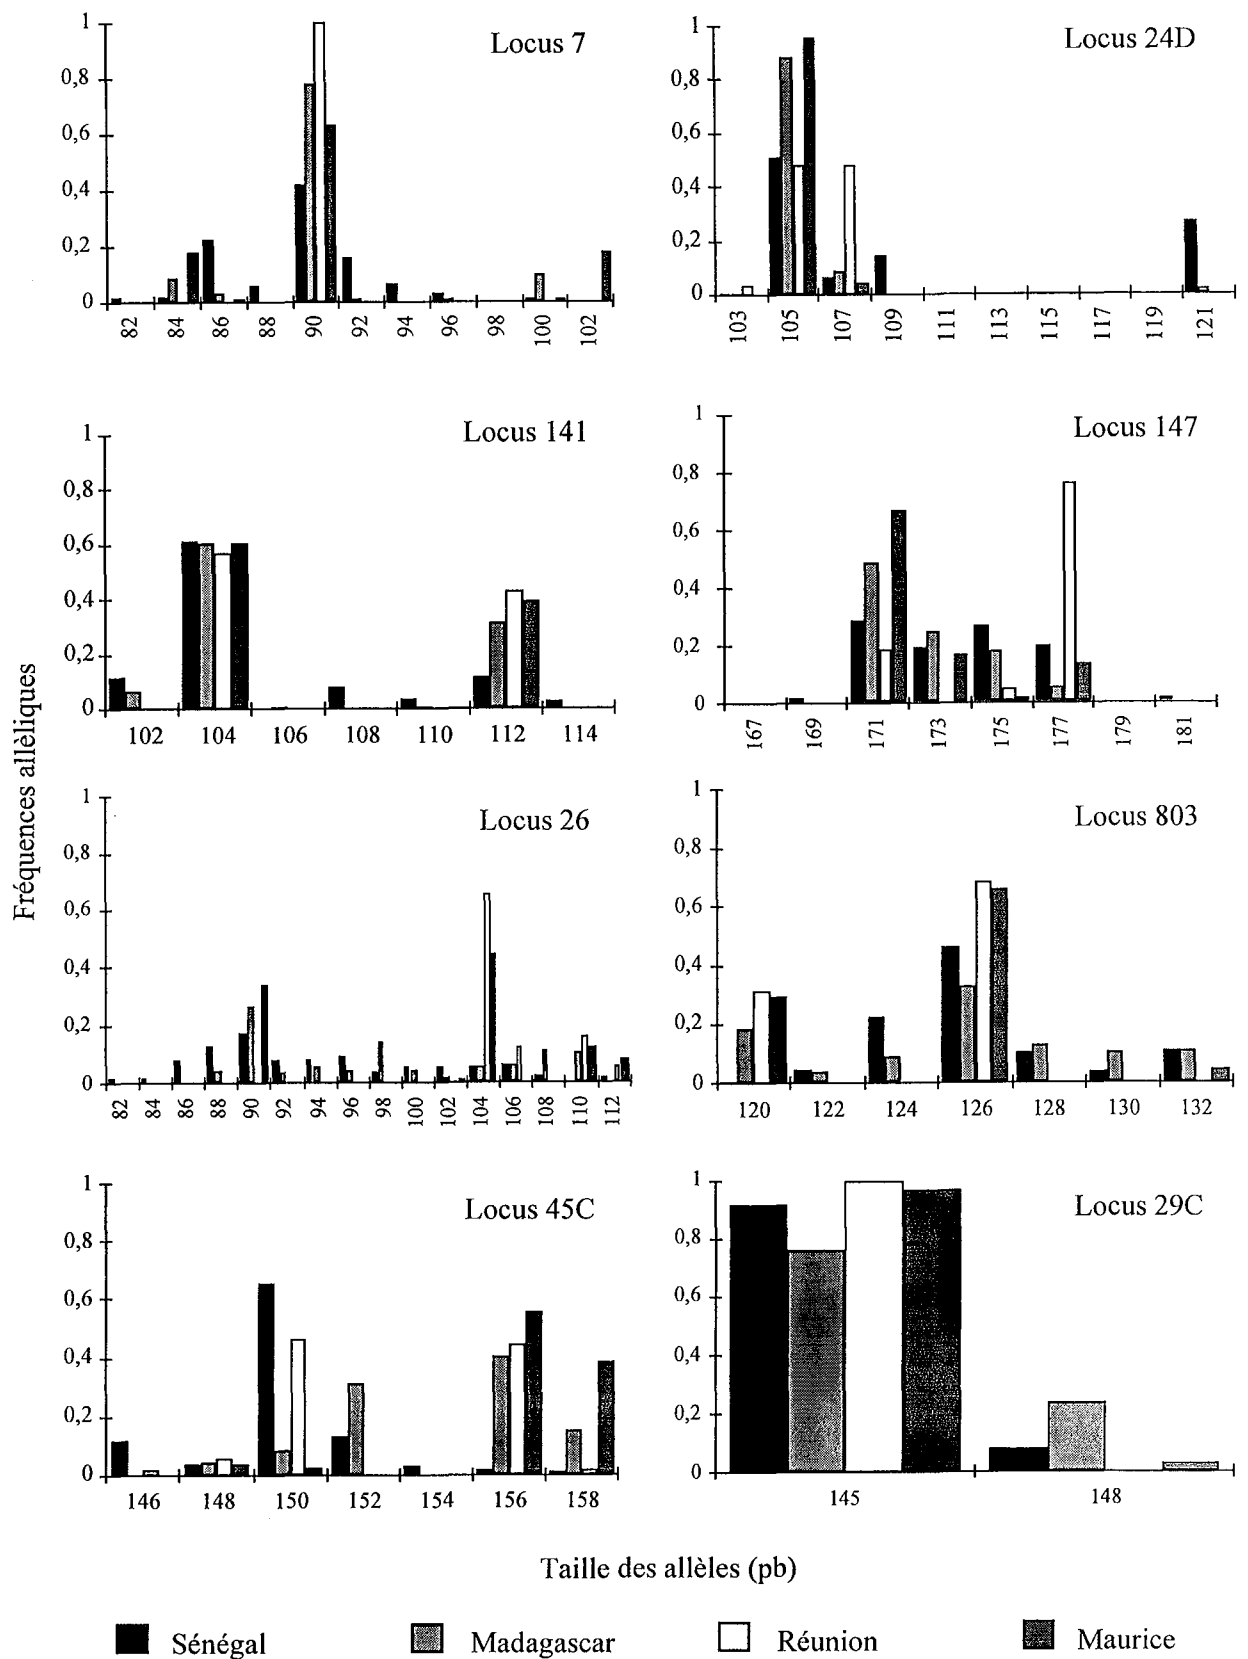 Fréquences allèliques
Locus 7
1
0,8
0,6
0,4
0,2
0
82 84 86 88 90 92 94 96 98 100 102
Locus 24D
1
0,8
0,6
0,4
0,2
0
103 105 107 109 111 113 115 117 119 121
Locus 141
1
0,8
0,6
0,4
0,2
0
102 104 106 108 110 112 114
Locus 147
1
0,8
0,6
0,4
0,2
0
167 169 171 173 175 177 179 181
Locus 26
1
0,8
0,6
0,4
0,2
0
82 84 86 88 90 92 94 96 98 100 102 104 106 108 110 112
Locus 803
1
0,8
0,6
0,4
0,2
0
120 122 124 126 128 130 132
Locus 45C
1
0,8
0,6
0,4
0,2
0
146 148 150 152 154 156 158
Locus 29C
1
0,8
0,6
0,4
0,2
0
145 148
Taille des allèles (pb)
Sénégal Madagascar Réunion Maurice